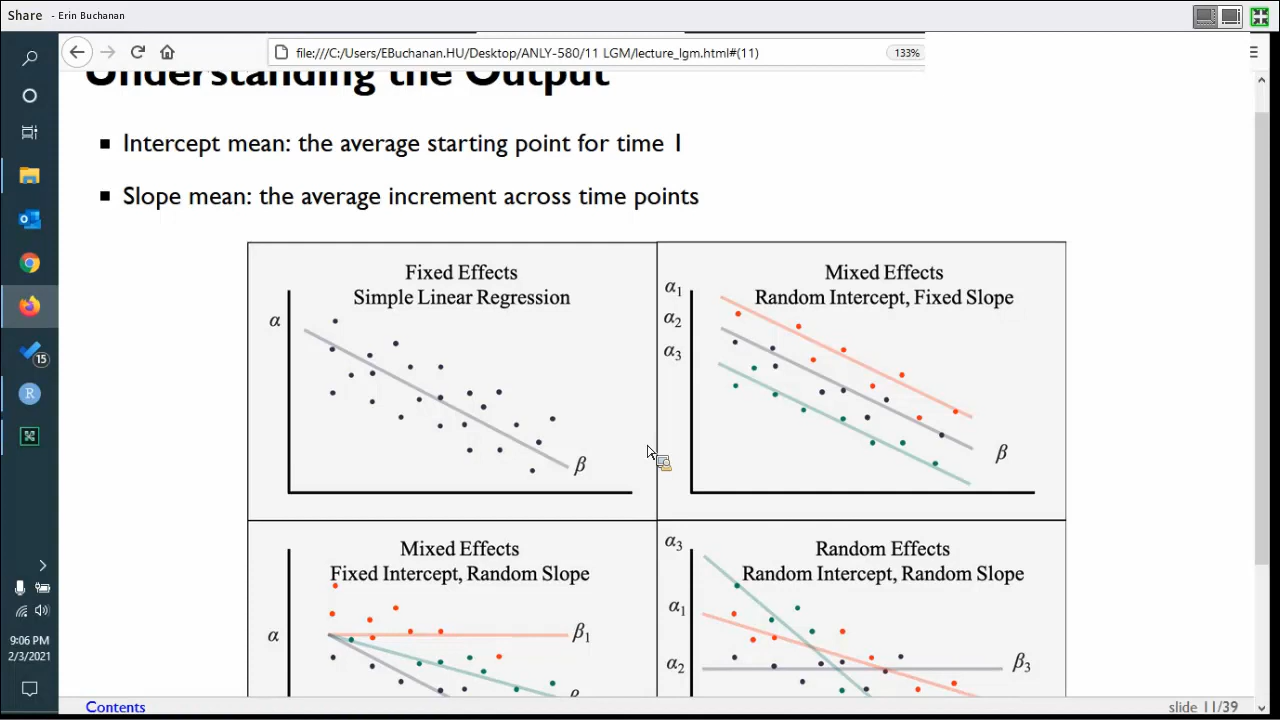 Share - Erin Buchanan
file:///C:/Users/EBuchanan.HU/Desktop/ANLY-580/11 LGM/lecture_lgm.html#(11)
133%
Understanding the Output
Intercept mean: the average starting point for time 1
Slope mean: the average increment across time points
Fixed Effects
Simple Linear Regression
α
β
Mixed Effects
Random Intercept, Fixed Slope
α1
α2
α3
β
Mixed Effects
Fixed Intercept, Random Slope
α
β1
Random Effects
Random Intercept, Random Slope
α3
α1
α2
β3
15
R
9:06 PM
2/3/2021
Contents
slide 11/39